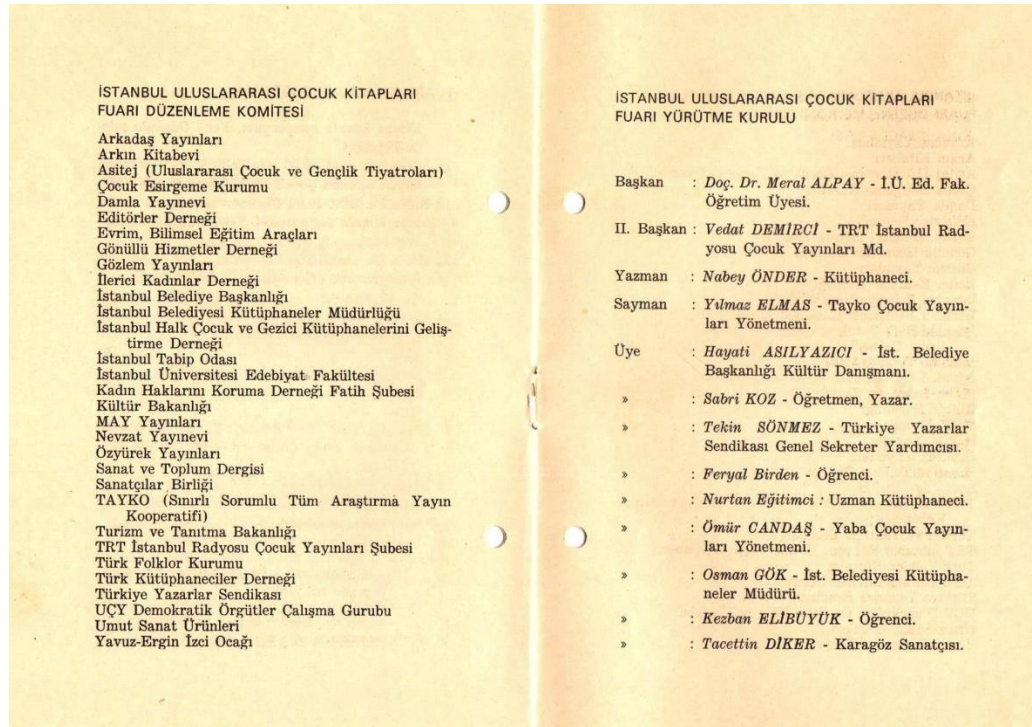 İSTANBUL ULUSLARARASI ÇOCUK KİTAPLARI
FUARI DÜZENLEME KOMİTESİ
Arkadaş Yayınları
Arkın Kitabevi
Asitej (Uluslararası Çocuk ve Gençlik Tiyatroları)
Çocuk Esirgeme Kurumu
Damla Yayınevi
Editörler Derneği
Evrim, Bilimsel Eğitim Araçları
Gönüllü Hizmetler Derneği
Gözlem Yayınları
İlerici Kadınlar Derneği
İstanbul Belediye Başkanlığı
İstanbul Belediyesi Kütüphaneler Müdürlüğü
İstanbul Halk Çocuk ve Gezici Kütüphanelerini Geliş-
tirme Derneği
İstanbul Tabip Odası
İstanbul Üniversitesi Edebiyat Fakültesi
Kadın Haklarını Koruma Derneği Fatih Şubesi
Kültür Bakanlığı
MAY Yayınları
Nevzat Yayınevi
Özyürek Yayınları
Sanat ve Toplum Dergisi
Sanatçılar Birliği
TAYKO (Sınırlı Sorumlu Tüm Araştırma Yayın
Kooperatifi)
Turizm ve Tanıtma Bakanlığı
TRT İstanbul Radyosu Çocuk Yayınları Şubesi
Türk Folklor Kurumu
Türk Kütüphaneciler Derneği
Türkiye Yazarlar Sendikası
UÇY Demokratik Örgütler Çalışma Gurubu
Umut Sanat Ürünleri
Yavuz-Ergin İzci Ocağı
İSTANBUL ULUSLARARASI ÇOCUK KİTAPLARI
FUARI YÜRÜTME KURULU
Başkan : Doç. Dr. Meral ALPAY - İ.Ü. Ed. Fak.
Öğretim Üyesi.
II. Başkan : Vedat DEMİRCİ - TRT İstanbul Rad-
yosu Çocuk Yayınları Md.
Yazman : Nabey ÖNDER - Kütüphaneci.
Sayman : Yılmaz ELMAS - Tayko Çocuk Yayın-
ları Yönetmeni.
Üye : Hayati ASILYAZICI - İst. Belediye
Başkanlığı Kültür Danışmanı.
» : Sabri KOZ - Öğretmen, Yazar.
» : Tekin SÖNMEZ - Türkiye Yazarlar
Sendikası Genel Sekreter Yardımcısı.
» : Feryal Birden - Öğrenci.
» : Nurtan Eğitimci : Uzman Kütüphaneci.
» : Ömür CANDAŞ - Yaba Çocuk Yayın-
ları Yönetmeni.
» : Osman GÖK - İst. Belediyesi Kütüpha-
neler Müdürü.
» : Kezban ELİBÜYÜK - Öğrenci.
» : Tacettin DİKER - Karagöz Sanatçısı.